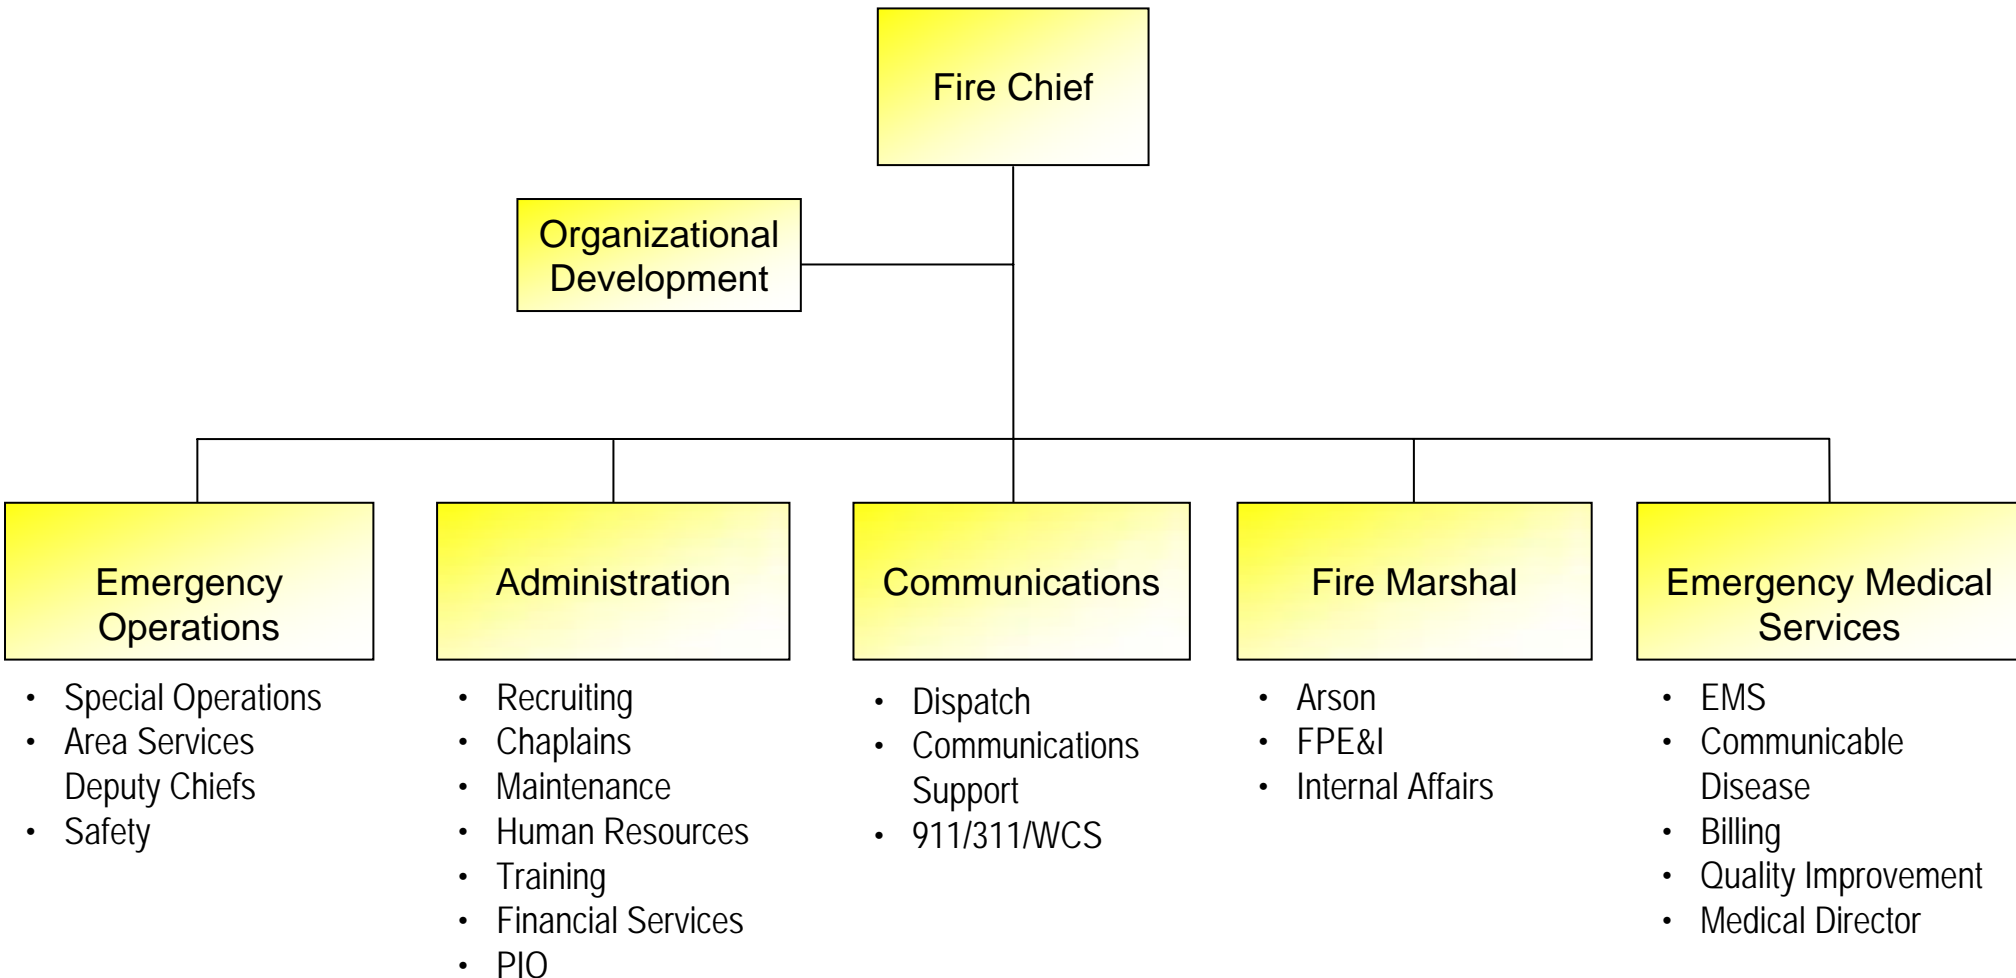 Fire Chief
Organizational
Development
Emergency
Operations
• Special Operations
• Area Services
Deputy Chiefs
• Safety
Administration
• Recruiting
• Chaplains
• Maintenance
• Human Resources
• Training
• Financial Services
• PIO
Communications
• Dispatch
• Communications
Support
• 911/311/WCS
Fire Marshal
• Arson
• FPE&I
• Internal Affairs
Emergency Medical
Services
• EMS
• Communicable
Disease
• Billing
• Quality Improvement
• Medical Director